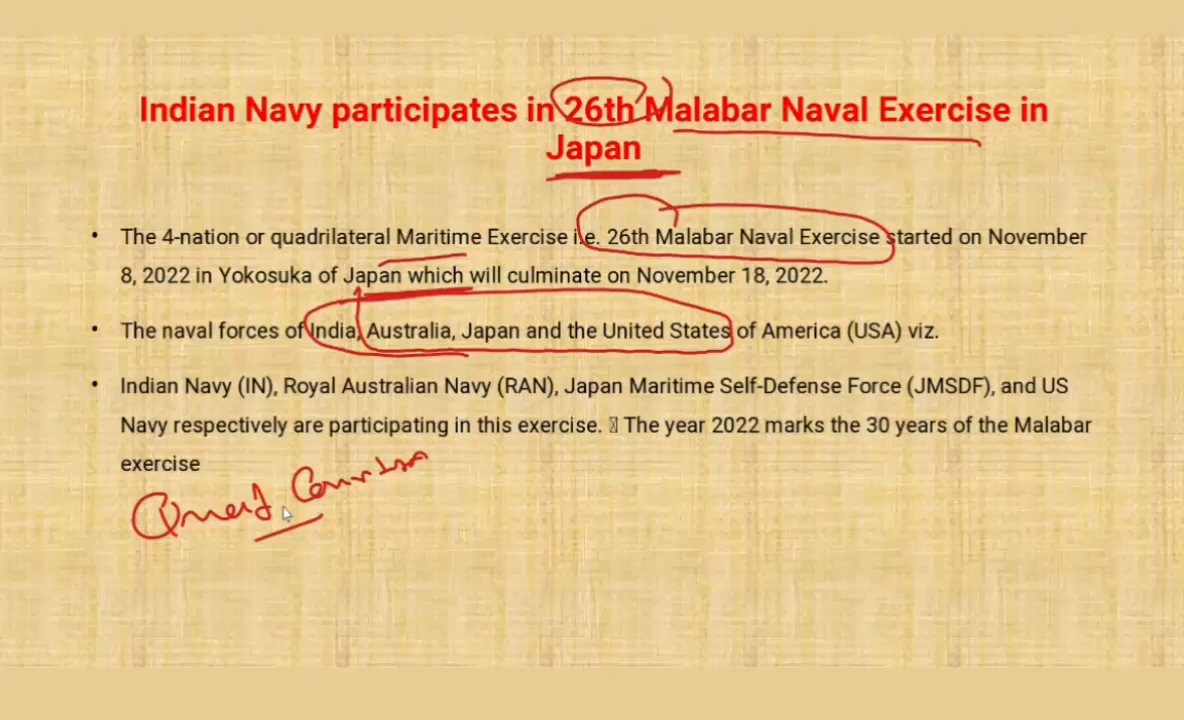 Indian Navy participates in 26th Malabar Naval Exercise in
Japan
• The 4-nation or quadrilateral Maritime Exercise i.e. 26th Malabar Naval Exercise started on November
8, 2022 in Yokosuka of Japan which will culminate on November 18, 2022.
• The naval forces of India, Australia, Japan and the United States of America (USA) viz.
• Indian Navy (IN), Royal Australian Navy (RAN), Japan Maritime Self-Defense Force (JMSDF), and US
Navy respectively are participating in this exercise. The year 2022 marks the 30 years of the Malabar
exercise